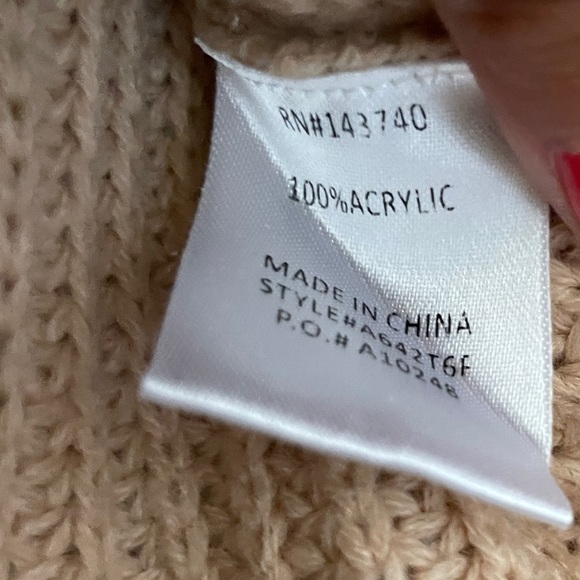 RN#143740
100%ACRYLIC
MADE IN CHINA
STYLE#A642T6F
P.O.# A10248